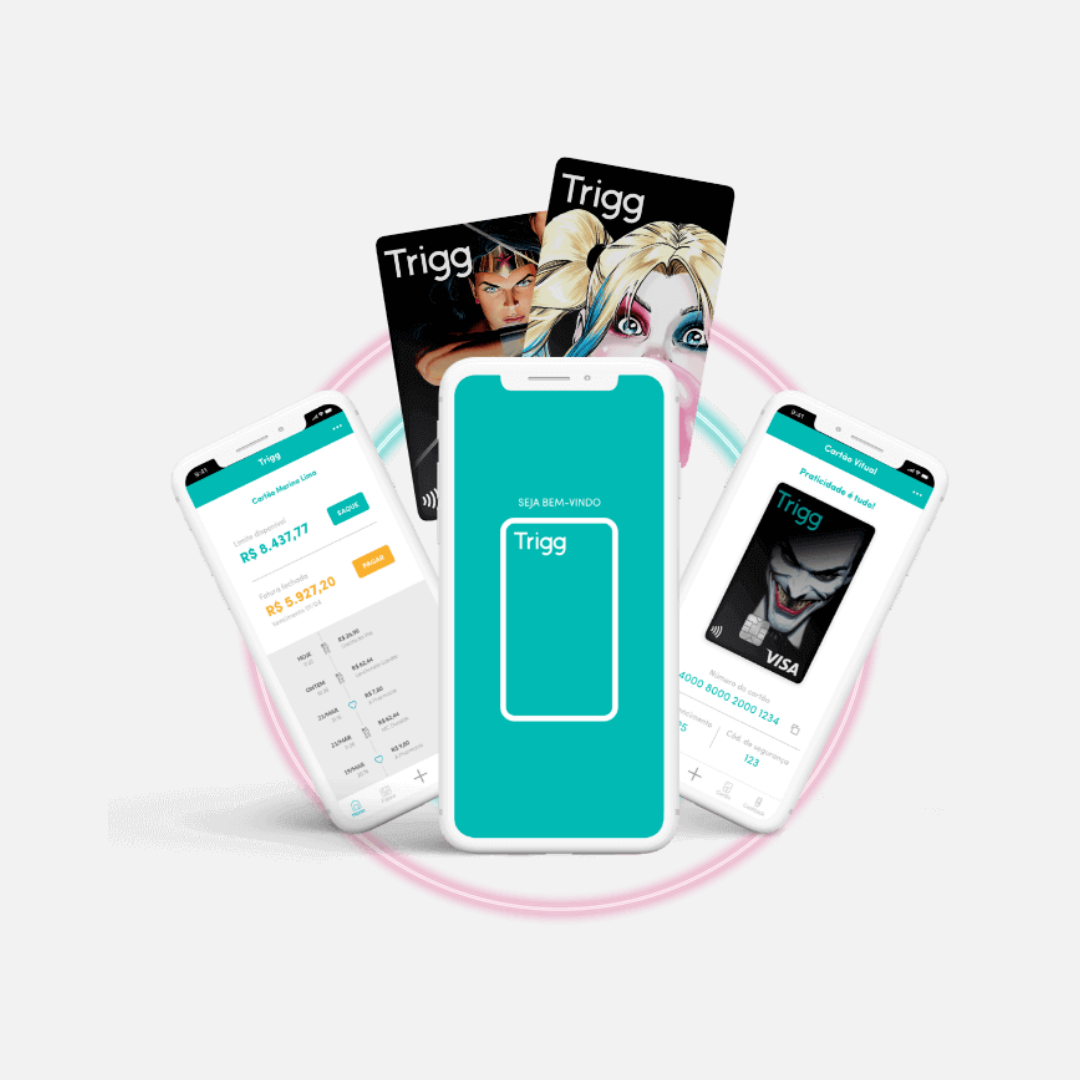 Trigg
Trigg
9:41
Trigg
Cartão Marina Lima
Limite disponível
R$ 8.437,77
SAQUE
Fatura fechada
R$ 5.927,20
PAGAR
HOJE
R$ 26,90
ONTEM
R$ 62,44
23/MAR
R$ 7,80
21/MAR
R$ 62,44
19/MAR
R$ 9,80
SEJA BEM-VINDO
Trigg
9:41
Cartão Vitual
Praticidade é tudo!
Trigg
VISA
Número do cartão
4000 8000 2000 1234
Cód. de segurança
123